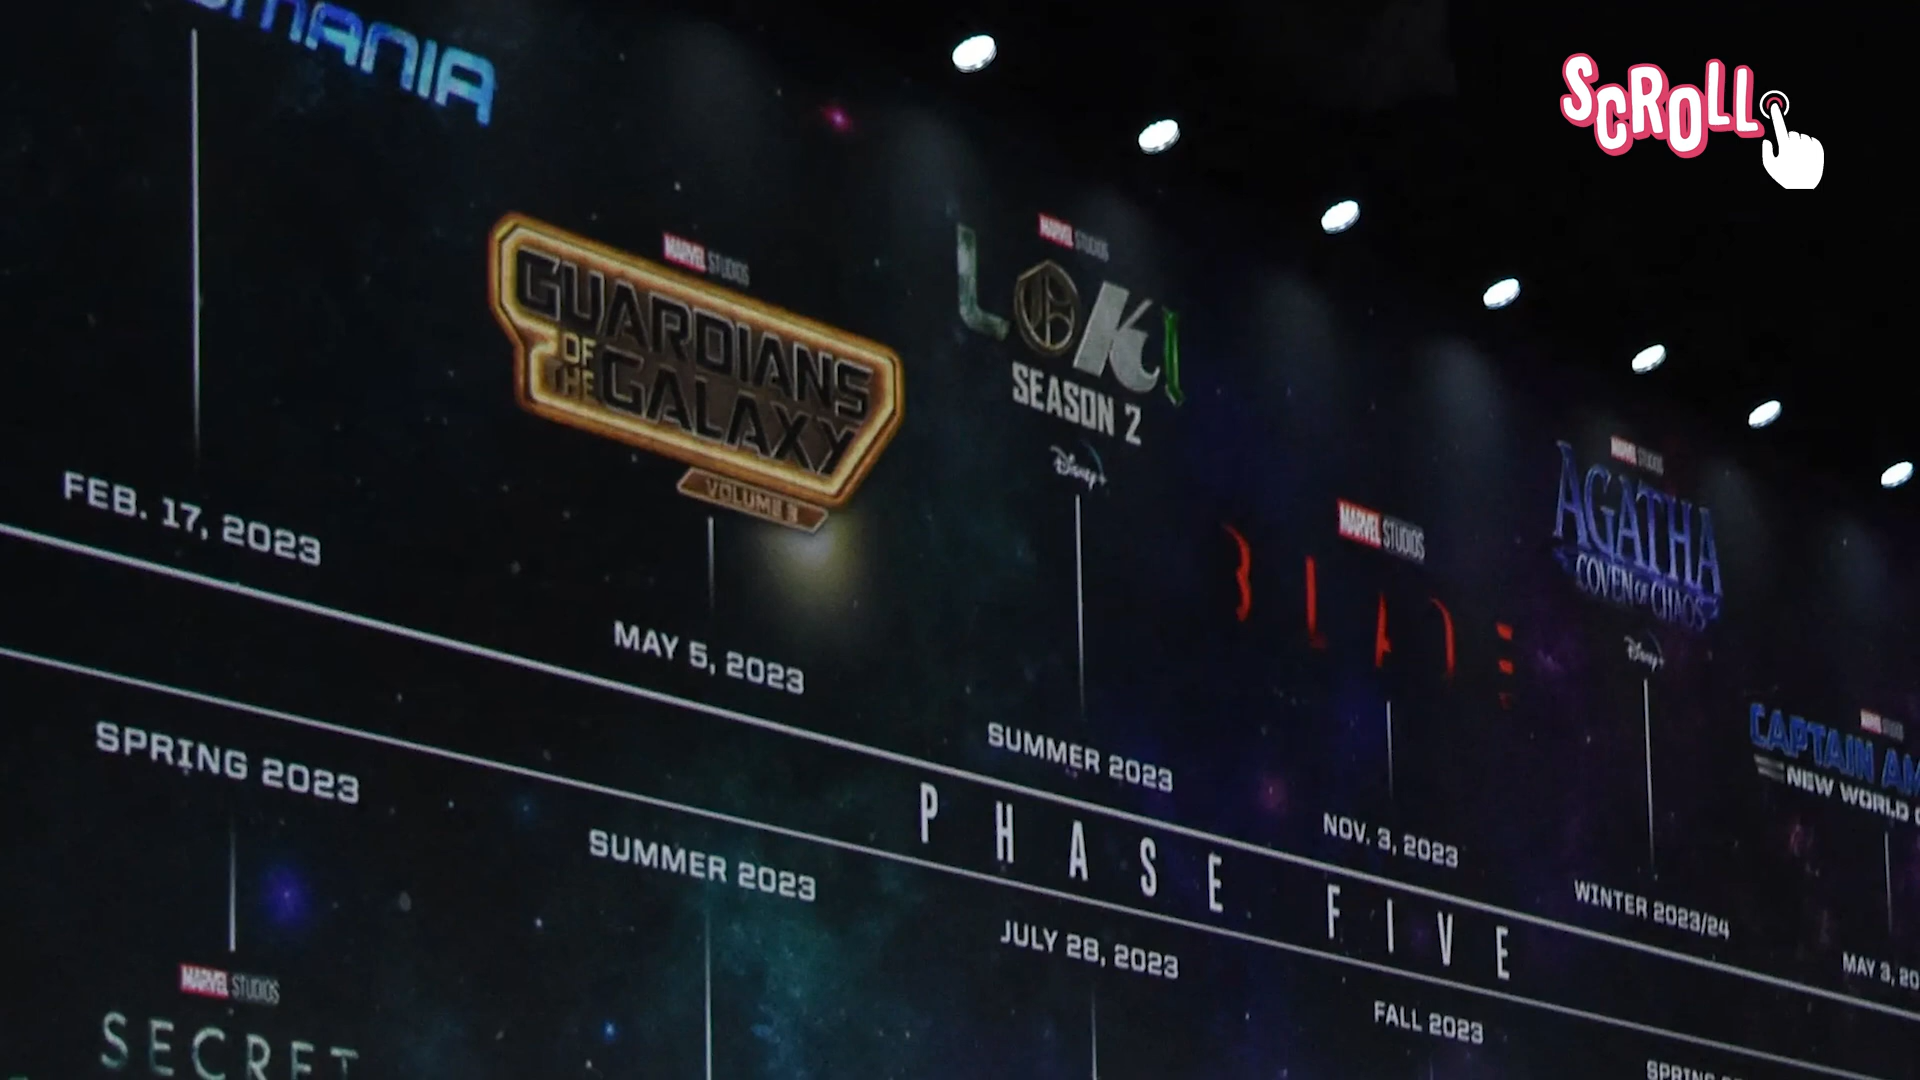 SCROLL
MANIA
FEB. 17, 2023
MARVEL STUDIOS
GUARDIANS
OF THE
GALAXY
VOLUME 3
MAY 5, 2023
MARVEL STUDIOS
LOKI
SEASON 2
Disney+
SUMMER 2023
MARVEL STUDIOS
BLADE
NOV. 3, 2023
MARVEL STUDIOS
AGATHA
COVEN OF CHAOS
Disney+
WINTER 2023/24
MARVEL STUDIOS
CAPTAIN AM
NEW WORLD O
MAY 3, 20
PHASE FIVE
SPRING 2023
MARVEL STUDIOS
SECRET
SUMMER 2023
JULY 28, 2023
FALL 2023
SPRING